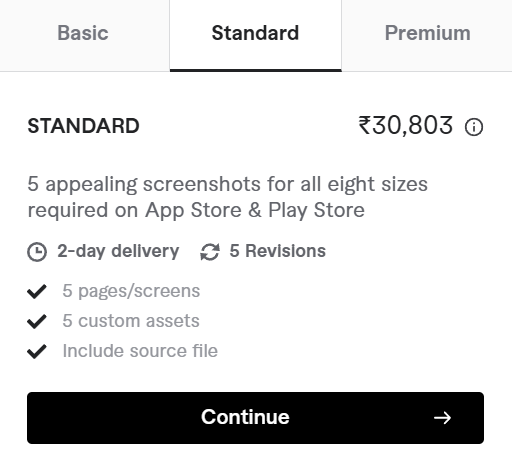 Basic
Standard
Premium
STANDARD
₹30,803
5 appealing screenshots for all eight sizes
required on App Store & Play Store
2-day delivery
5 Revisions
5 pages/screens
5 custom assets
Include source file
Continue